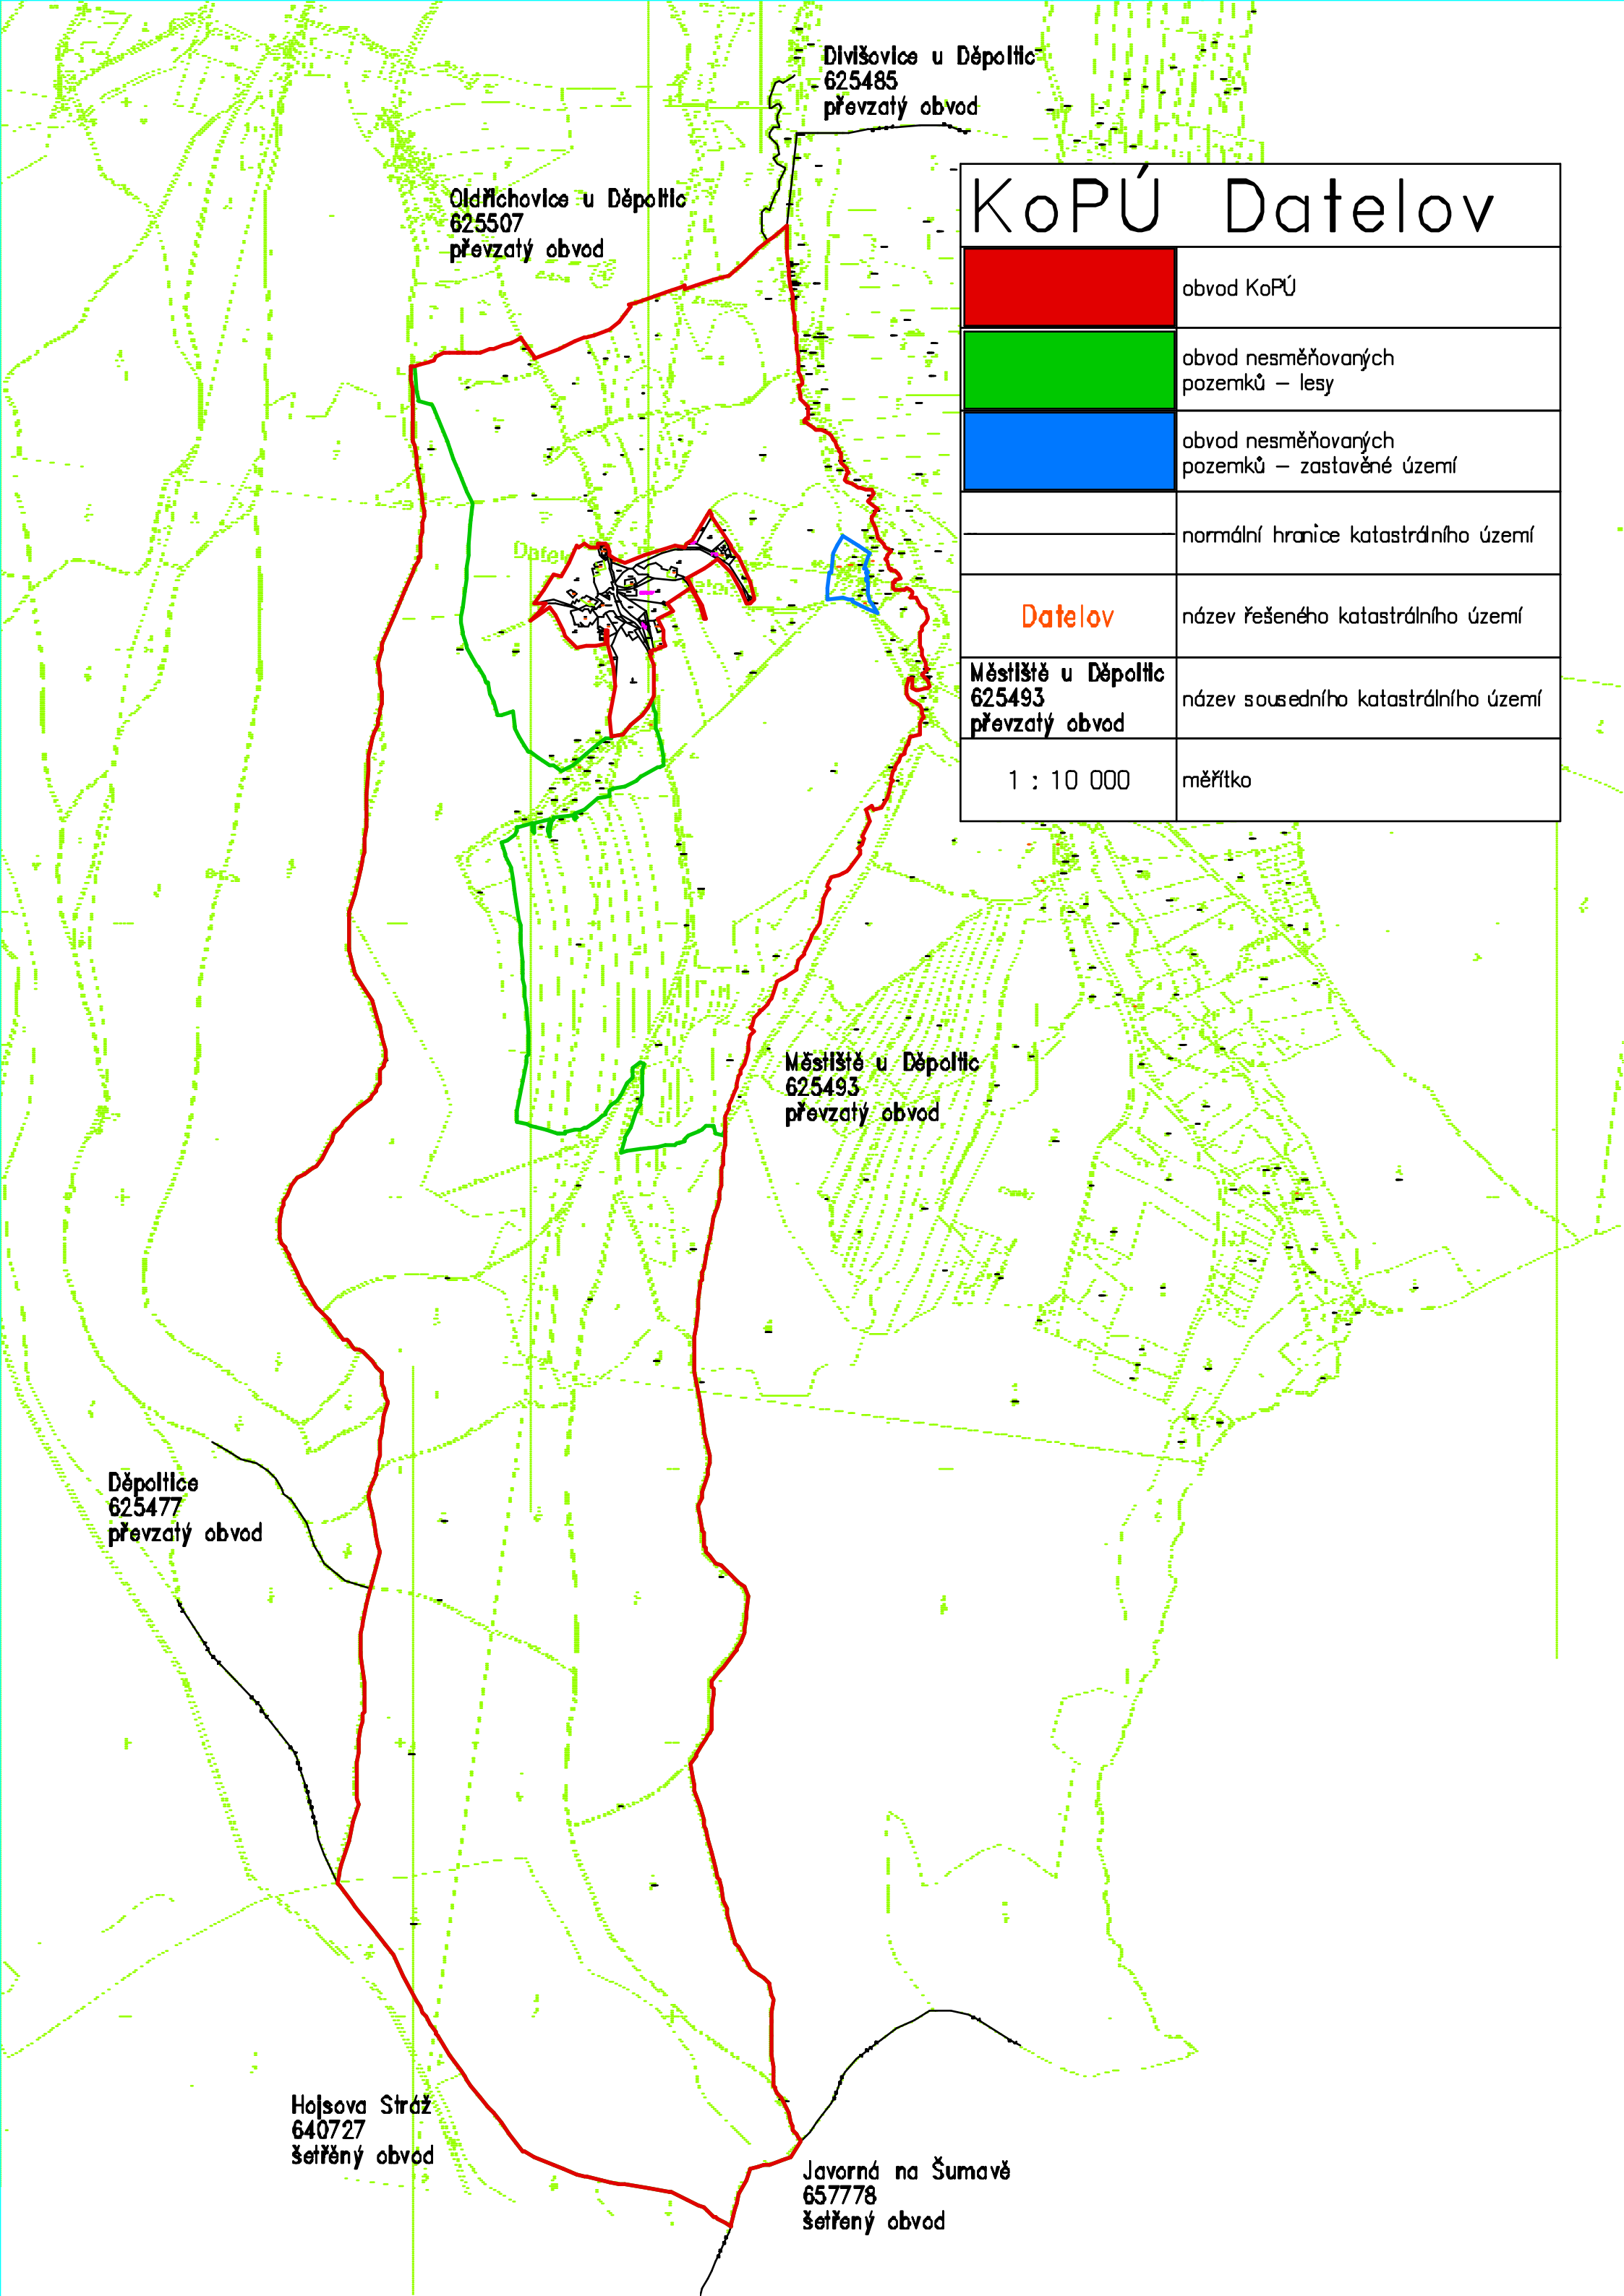 Divišovice u Děpoltic
625485
převzatý obvod
Oldřichovice u Děpoltic
625507
převzatý obvod
KoPÚ Datelov
obvod KoPÚ
obvod nesměňovaných
pozemků – lesy
obvod nesměňovaných
pozemků – zastavěné území
normální hranice katastrálního území
Datelov
název řešeného katastrálního území
Městiště u Děpoltic
625493
převzatý obvod
název sousedního katastrálního území
1 : 10 000
měřítko
Městiště u Děpoltic
625493
převzatý obvod
Děpoltice
625477
převzatý obvod
Hojsova Stráž
640727
šetřený obvod
Javorná na Šumavě
657778
šetřený obvod